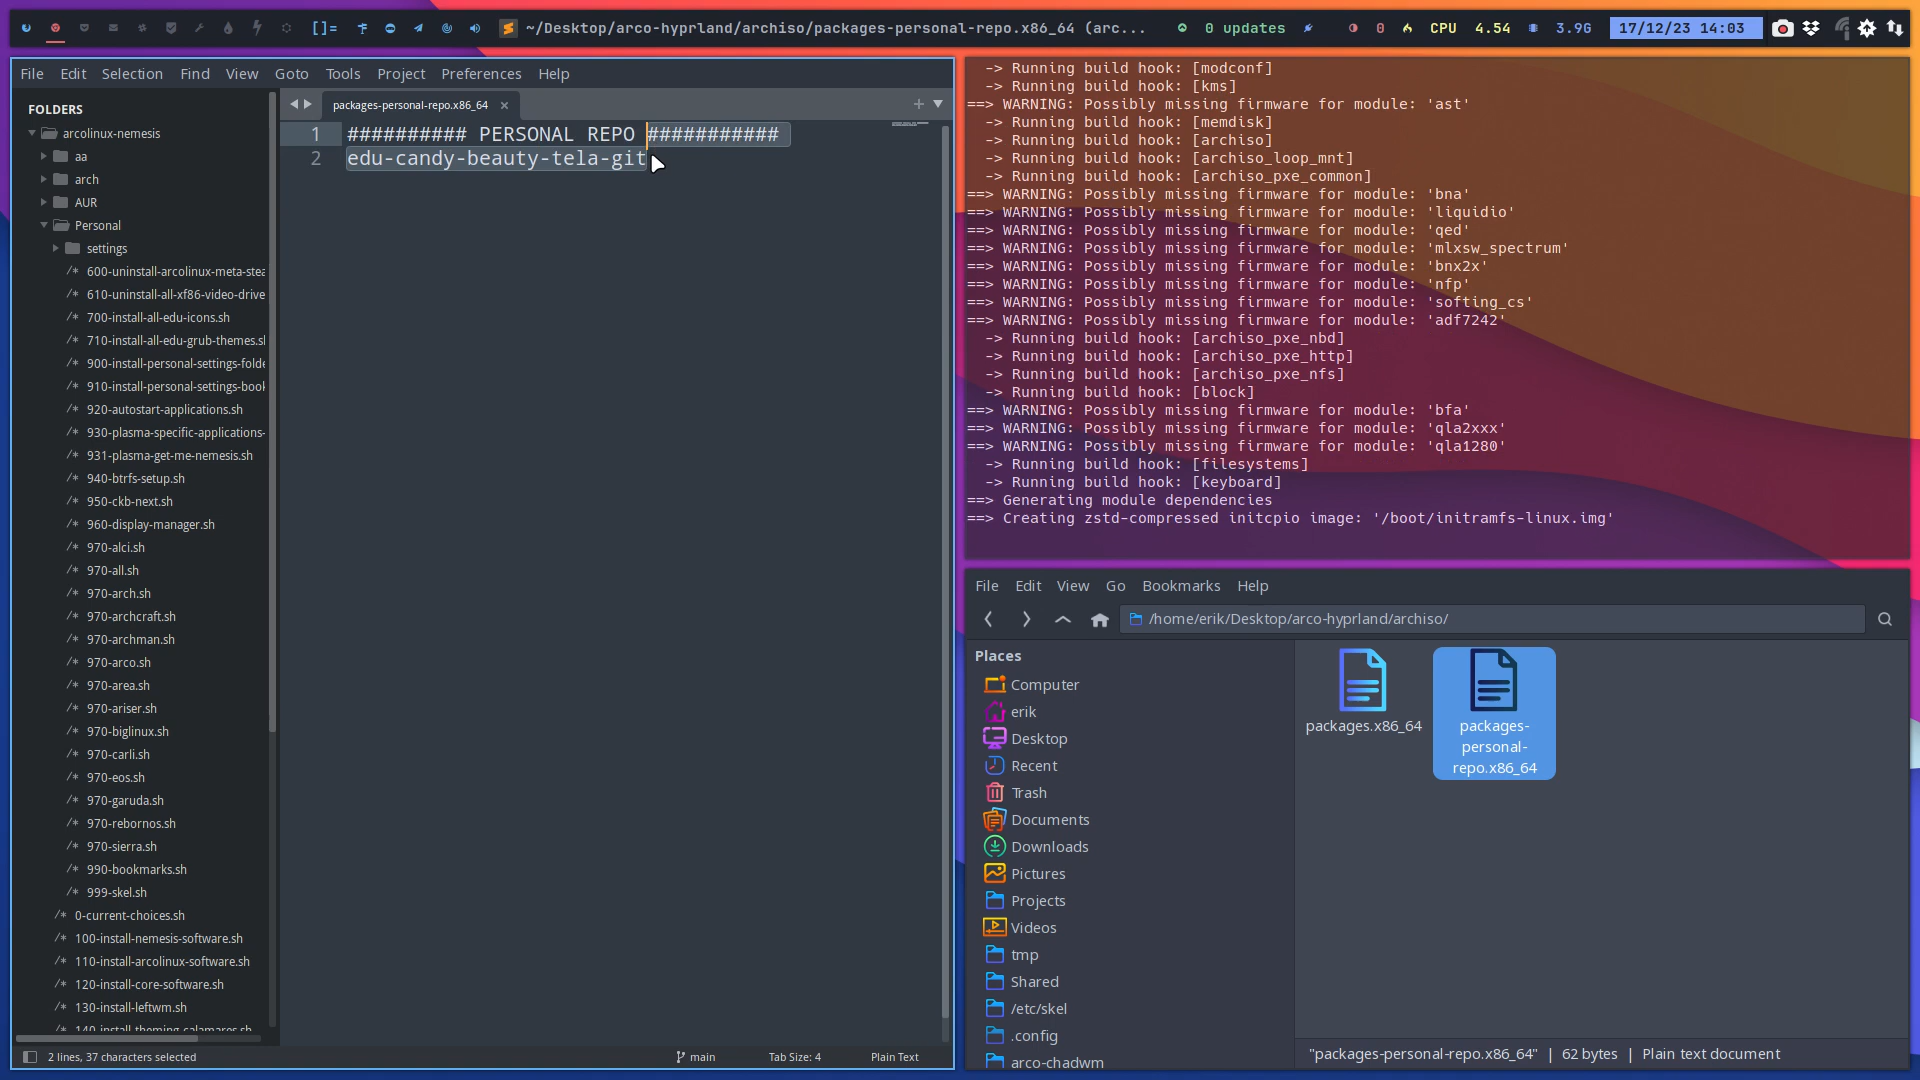 []=
~/Desktop/arco-hyprland/archiso/packages-personal-repo.x86_64 (arc...
0 updates
0
CPU 4.54
3.9G
17/12/23 14:03
File Edit Selection Find View Goto Tools Project Preferences Help
FOLDERS
arcolinux-nemesis
aa
arch
AUR
Personal
settings
/* 600-uninstall-arcolinux-meta-stea
/* 610-uninstall-all-xf86-video-drive
/* 700-install-all-edu-icons.sh
/* 710-install-all-edu-grub-themes.sl
/* 900-install-personal-settings-folde
/* 910-install-personal-settings-book
/* 920-autostart-applications.sh
/* 930-plasma-specific-applications-
/* 931-plasma-get-me-nemesis.sh
/* 940-btrfs-setup.sh
/* 950-ckb-next.sh
/* 960-display-manager.sh
/* 970-alci.sh
/* 970-all.sh
/* 970-arch.sh
/* 970-archcraft.sh
/* 970-archman.sh
/* 970-arco.sh
/* 970-area.sh
/* 970-ariser.sh
/* 970-biglinux.sh
/* 970-carli.sh
/* 970-eos.sh
/* 970-garuda.sh
/* 970-rebornos.sh
/* 970-sierra.sh
/* 990-bookmarks.sh
/* 999-skel.sh
/* 0-current-choices.sh
/* 100-install-nemesis-software.sh
/* 110-install-arcolinux-software.sh
/* 120-install-core-software.sh
/* 130-install-leftwm.sh
/* 140-install-theming-calamares.sh
packages-personal-repo.x86_64 ×
1 ########## PERSONAL REPO ###########
2 edu-candy-beauty-tela-git
2 lines, 37 characters selected
main
Tab Size: 4
Plain Text
-> Running build hook: [modconf]
-> Running build hook: [kms]
==> WARNING: Possibly missing firmware for module: 'ast'
-> Running build hook: [memdisk]
-> Running build hook: [archiso]
-> Running build hook: [archiso_loop_mnt]
-> Running build hook: [archiso_pxe_common]
==> WARNING: Possibly missing firmware for module: 'bna'
==> WARNING: Possibly missing firmware for module: 'liquidio'
==> WARNING: Possibly missing firmware for module: 'qed'
==> WARNING: Possibly missing firmware for module: 'mlxsw_spectrum'
==> WARNING: Possibly missing firmware for module: 'bnx2x'
==> WARNING: Possibly missing firmware for module: 'nfp'
==> WARNING: Possibly missing firmware for module: 'softing_cs'
==> WARNING: Possibly missing firmware for module: 'adf7242'
-> Running build hook: [archiso_pxe_nbd]
-> Running build hook: [archiso_pxe_http]
-> Running build hook: [archiso_pxe_nfs]
-> Running build hook: [block]
==> WARNING: Possibly missing firmware for module: 'bfa'
==> WARNING: Possibly missing firmware for module: 'qla2xxx'
==> WARNING: Possibly missing firmware for module: 'qla1280'
-> Running build hook: [filesystems]
-> Running build hook: [keyboard]
==> Generating module dependencies
==> Creating zstd-compressed initcpio image: '/boot/initramfs-linux.img'
File Edit View Go Bookmarks Help
/home/erik/Desktop/arco-hyprland/archiso/
Places
Computer
erik
Desktop
Recent
Trash
Documents
Downloads
Pictures
Projects
Videos
tmp
Shared
/etc/skel
.config
arco-chadwm
packages.x86_64
packages-
personal-
repo.x86_64
"packages-personal-repo.x86_64" | 62 bytes | Plain text document